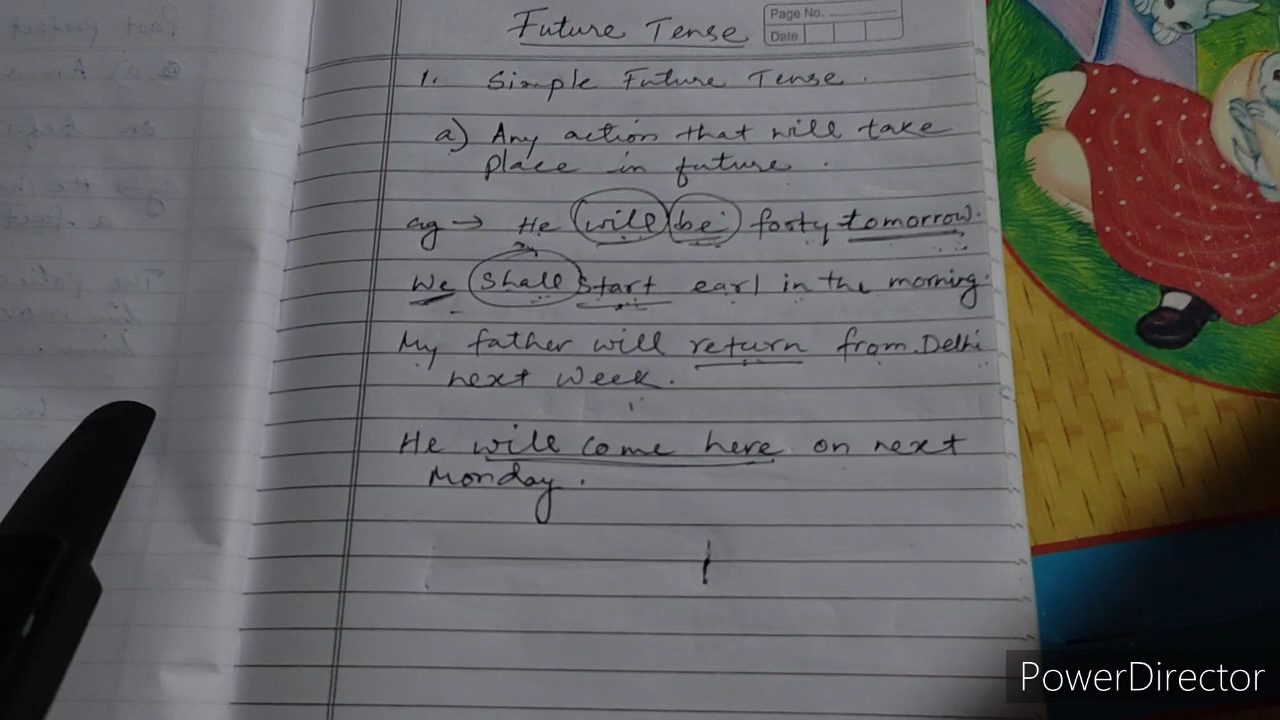 Future Tense
Page No.
Date
1. Simple Future Tense.
a) Any action that will take
place in future.
eg → He will be forty tomorrow.
We shall start earl in the morning.
My father will return from Delhi
next week.
He will come here on next
Monday.
PowerDirector